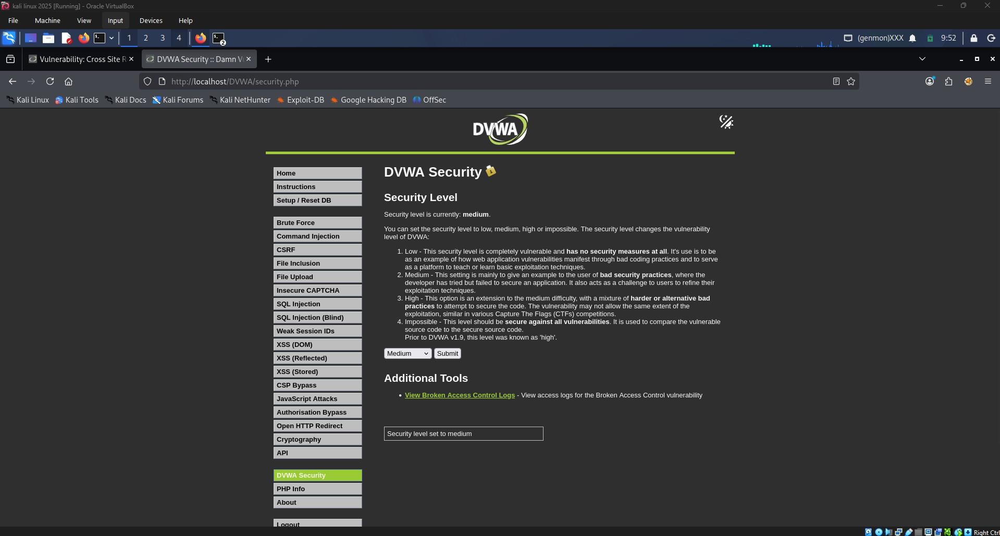 kali linux 2025 [Running] - Oracle VirtualBox
File Machine View Input Devices Help
1 2 3 4 2 (genmon)XXX 9:52
Vulnerability: Cross Site R DVWA Security :: Damn Vu
http://localhost/DVWA/security.php
Kali Linux Kali Tools Kali Docs Kali Forums Kali NetHunter Exploit-DB Google Hacking DB OffSec
DVWA
Home
Instructions
Setup / Reset DB
Brute Force
Command Injection
CSRF
File Inclusion
File Upload
Insecure CAPTCHA
SQL Injection
SQL Injection (Blind)
Weak Session IDs
XSS (DOM)
XSS (Reflected)
XSS (Stored)
CSP Bypass
JavaScript Attacks
Authorisation Bypass
Open HTTP Redirect
Cryptography
API
DVWA Security
PHP Info
About
Logout
DVWA Security
Security Level
Security level is currently: medium.
You can set the security level to low, medium, high or impossible. The security level changes the vulnerability
level of DVWA:
1. Low - This security level is completely vulnerable and has no security measures at all. It's use is to be
as an example of how web application vulnerabilities manifest through bad coding practices and to serve
as a platform to teach or learn basic exploitation techniques.
2. Medium - This setting is mainly to give an example to the user of bad security practices, where the
developer has tried but failed to secure an application. It also acts as a challenge to users to refine their
exploitation techniques.
3. High - This option is an extension to the medium difficulty, with a mixture of harder or alternative bad
practices to attempt to secure the code. The vulnerability may not allow the same extent of the
exploitation, similar in various Capture The Flags (CTFs) competitions.
4. Impossible - This level should be secure against all vulnerabilities. It is used to compare the vulnerable
source code to the secure source code.
Prior to DVWA v1.9, this level was known as 'high'.
Medium Submit
Additional Tools
• View Broken Access Control Logs - View access logs for the Broken Access Control vulnerability
Security level set to medium
Right Ctrl